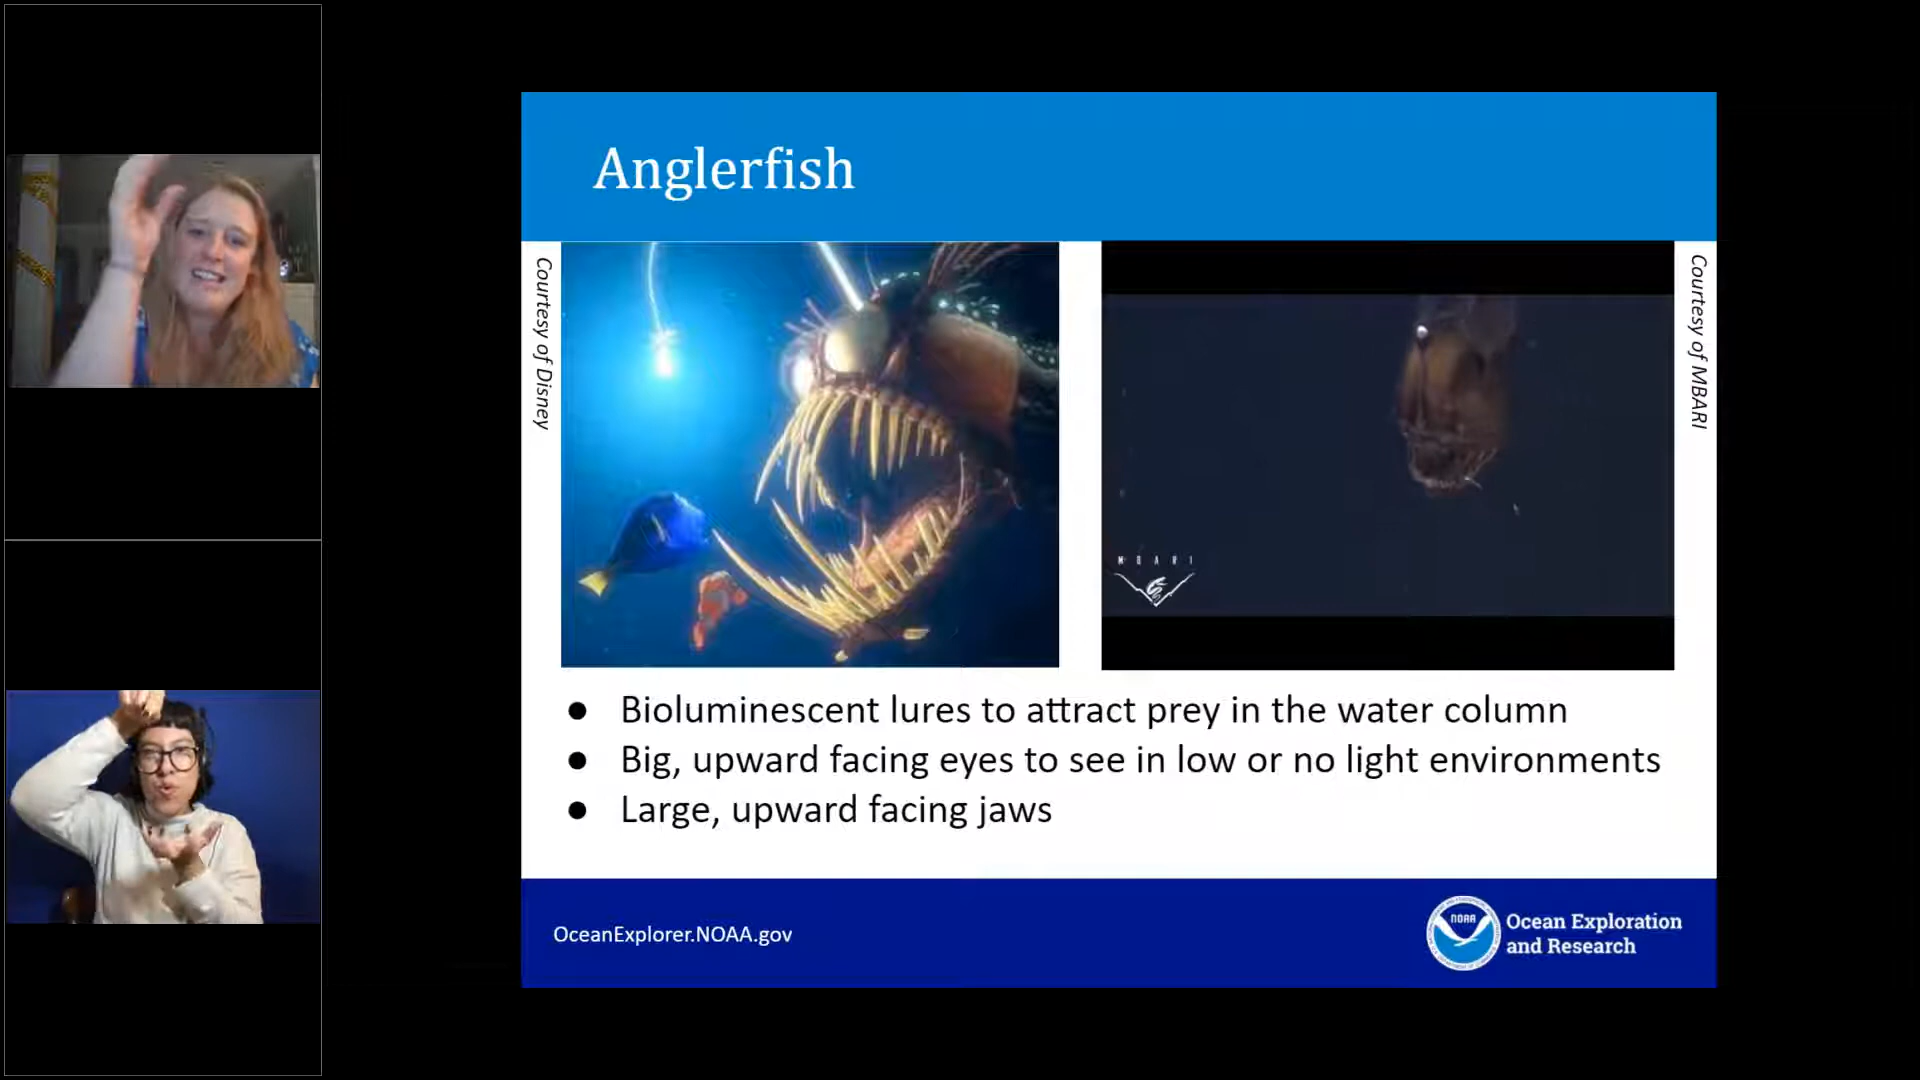 Anglerfish
Courtesy of Disney
Courtesy of MBARI
MBARI
● Bioluminescent lures to attract prey in the water column
● Big, upward facing eyes to see in low or no light environments
● Large, upward facing jaws
OceanExplorer.NOAA.gov
NOAA
Ocean Exploration
and Research